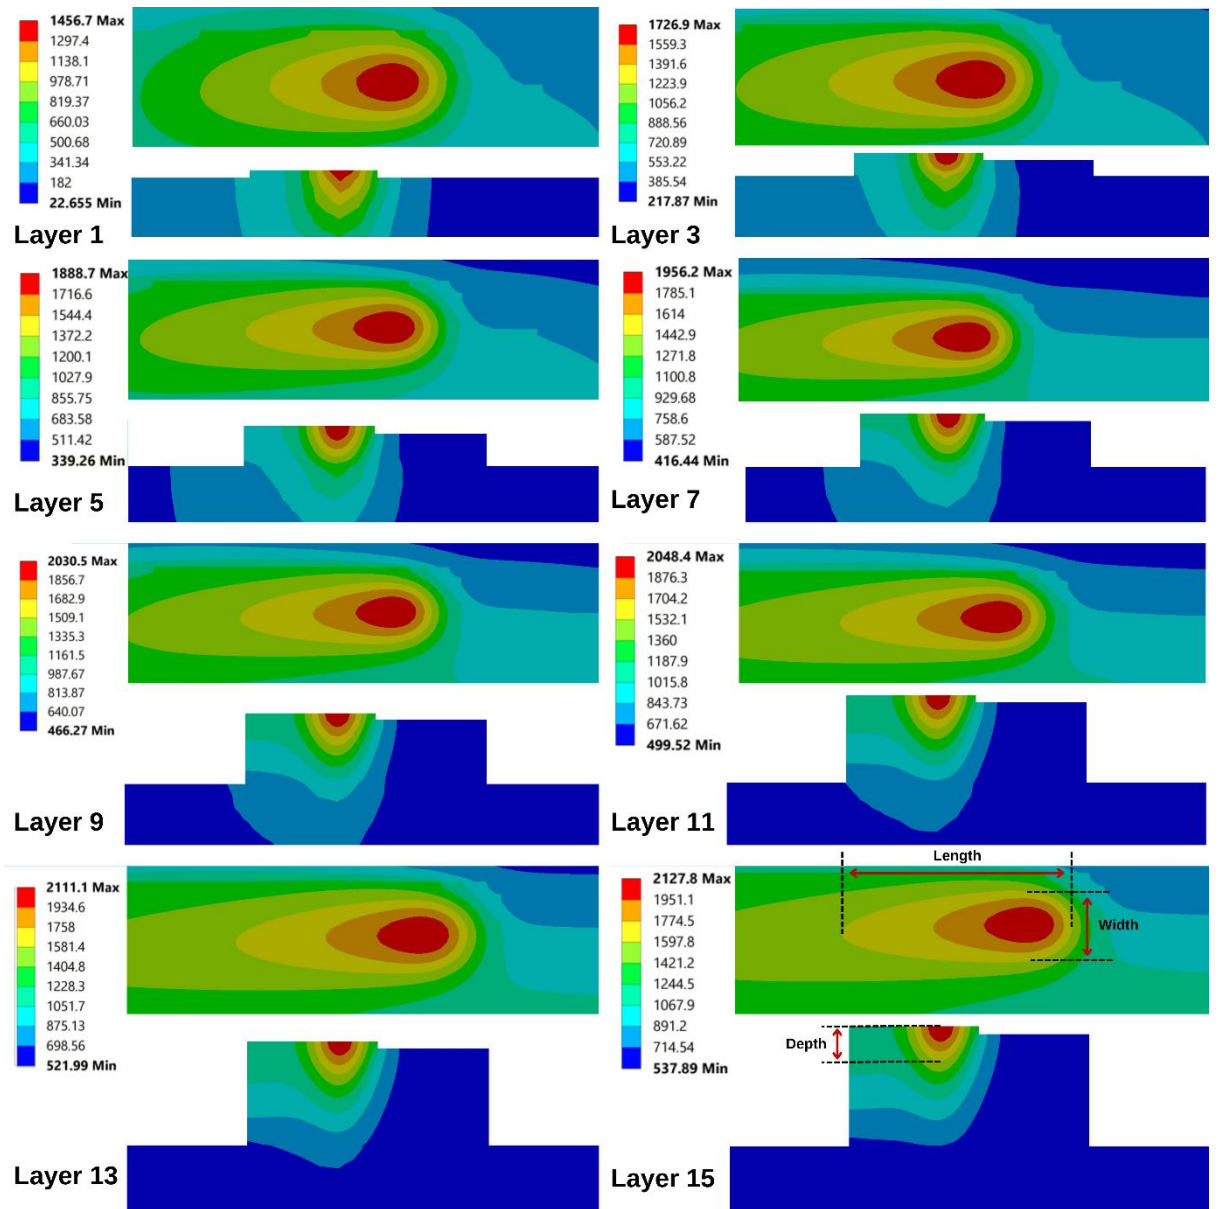 1456.7 Max
1297.4
1138.1
978.71
819.37
660.03
500.68
341.34
182
22.655 Min
Layer 1
1726.9 Max
1559.3
1391.6
1223.9
1056.2
888.56
720.89
553.22
385.54
217.87 Min
Layer 3
1888.7 Max
1716.6
1544.4
1372.2
1200.1
1027.9
855.75
683.58
511.42
339.26 Min
Layer 5
1956.2 Max
1785.1
1614
1442.9
1271.8
1100.8
929.68
758.6
587.52
416.44 Min
Layer 7
2030.5 Max
1856.7
1682.9
1509.1
1335.3
1161.5
987.67
813.87
640.07
466.27 Min
Layer 9
2048.4 Max
1876.3
1704.2
1532.1
1360
1187.9
1015.8
843.73
671.62
499.52 Min
Layer 11
2111.1 Max
1934.6
1758
1581.4
1404.8
1228.3
1051.7
875.13
698.56
521.99 Min
Layer 13
Length
2127.8 Max
1951.1
1774.5
1597.8
1421.2
1244.5
1067.9
891.2
714.54
537.89 Min
Width
Depth
Layer 15